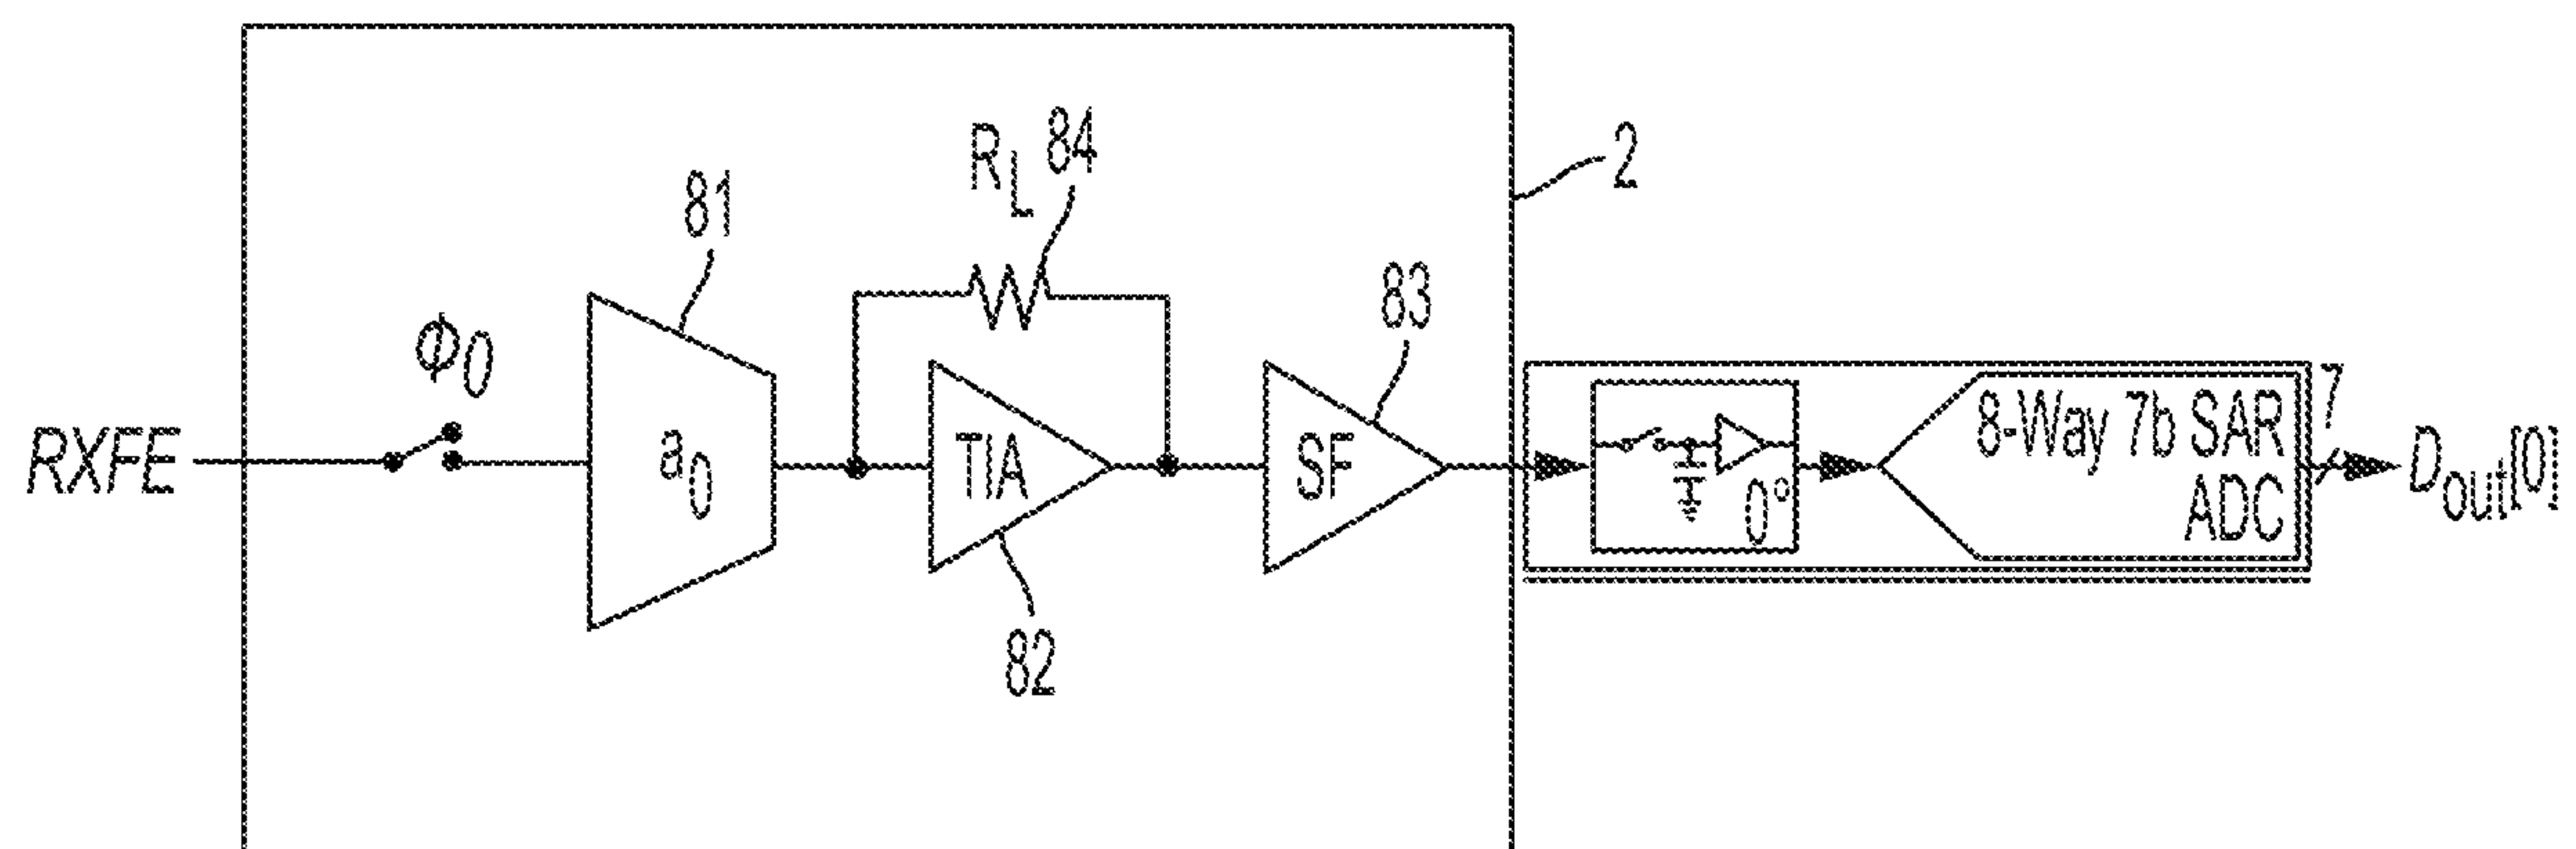 R_L 84
2
81
83
Φ0
RXFE
a0
TIA
SF
0°
8-Way 7b SAR
ADC
7
Dout[0]
82